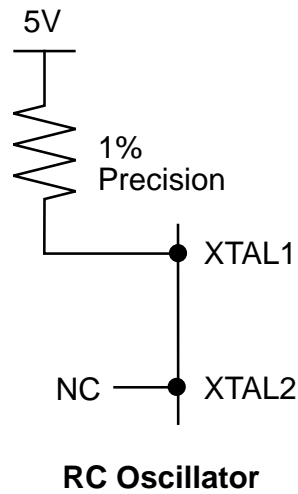 5V
1%
Precision
XTAL1
NC
XTAL2
RC Oscillator